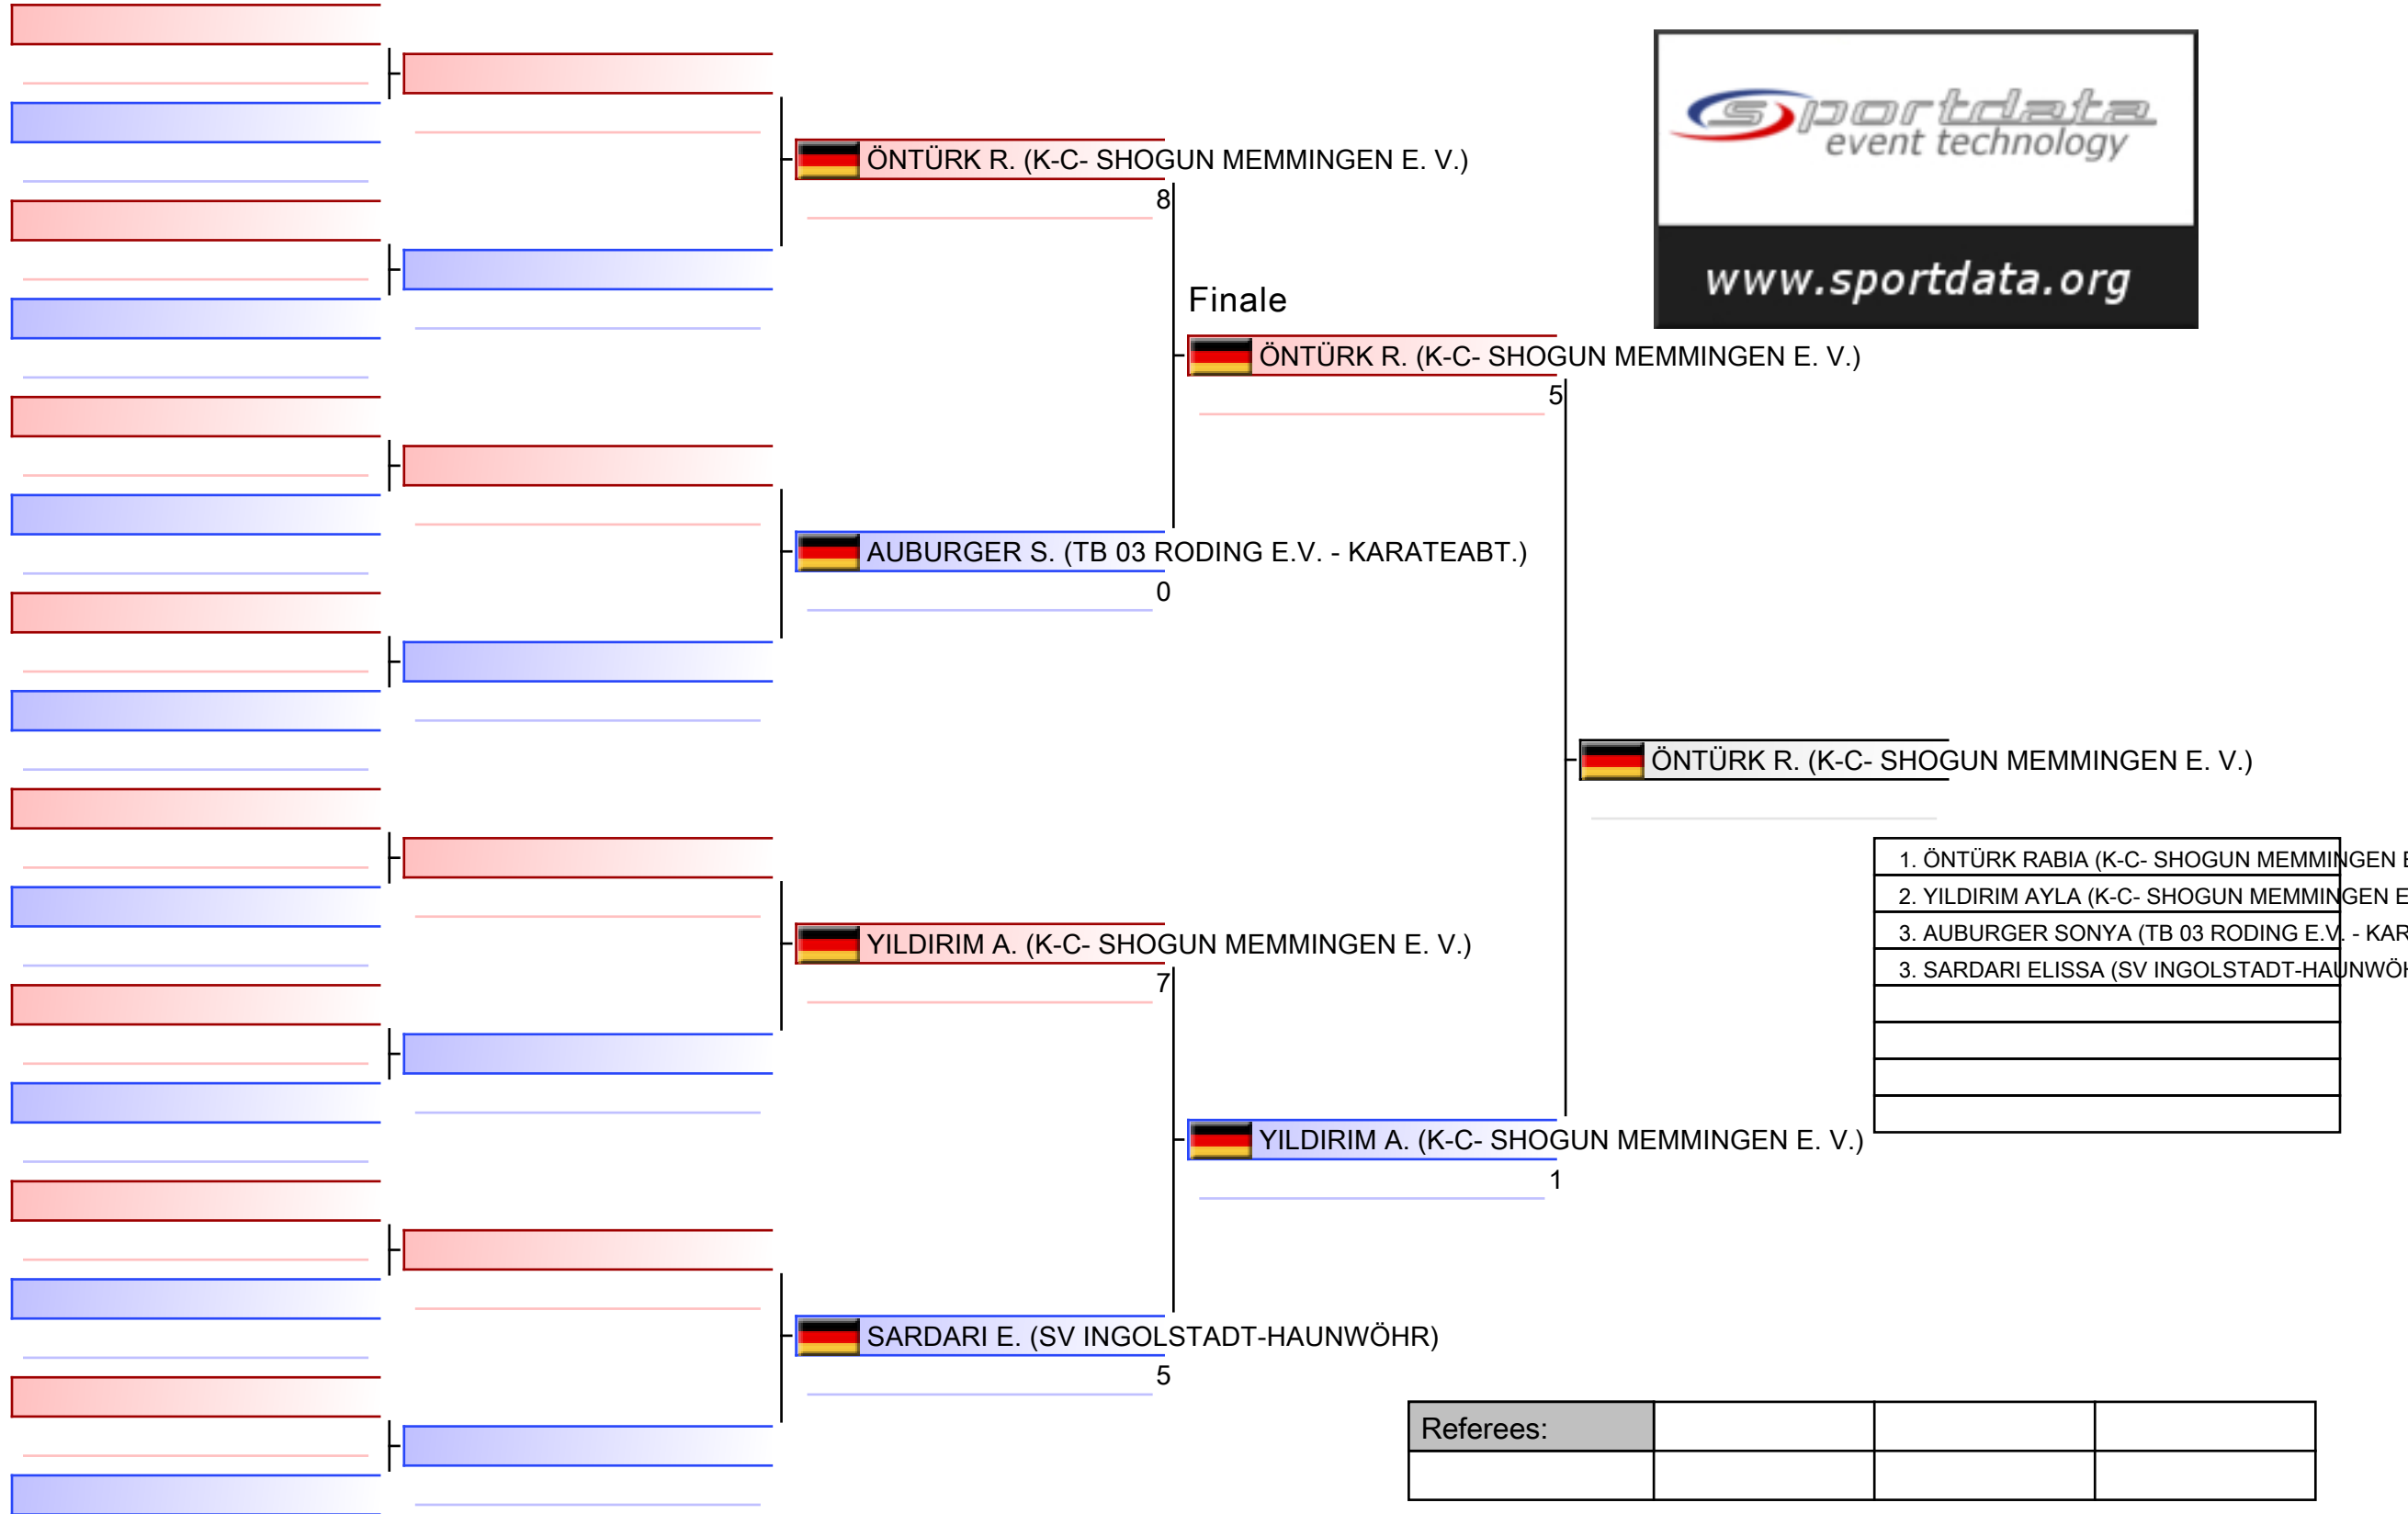 sportdata
event technology
www.sportdata.org
ÖNTÜRK R. (K-C- SHOGUN MEMMINGEN E. V.)
8
Finale
ÖNTÜRK R. (K-C- SHOGUN MEMMINGEN E. V.)
5
AUBURGER S. (TB 03 RODING E.V. - KARATEABT.)
0
ÖNTÜRK R. (K-C- SHOGUN MEMMINGEN E. V.)
1. ÖNTÜRK RABIA (K-C- SHOGUN MEMMINGEN E
2. YILDIRIM AYLA (K-C- SHOGUN MEMMINGEN E
3. AUBURGER SONYA (TB 03 RODING E.V. - KAR
3. SARDARI ELISSA (SV INGOLSTADT-HAUNWÖH
YILDIRIM A. (K-C- SHOGUN MEMMINGEN E. V.)
7
YILDIRIM A. (K-C- SHOGUN MEMMINGEN E. V.)
1
SARDARI E. (SV INGOLSTADT-HAUNWÖHR)
5
Referees: